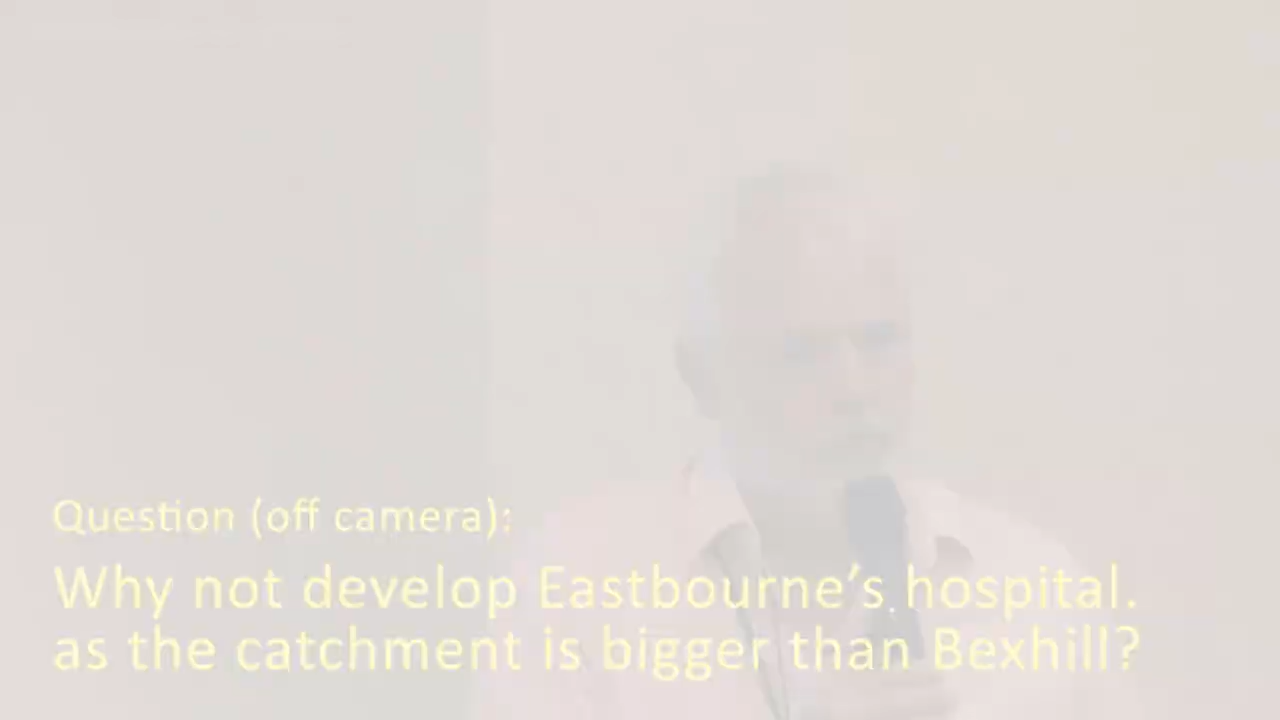 Question (off camera):
Why not develop Eastbourne’s hospital.
as the catchment is bigger than Bexhill?